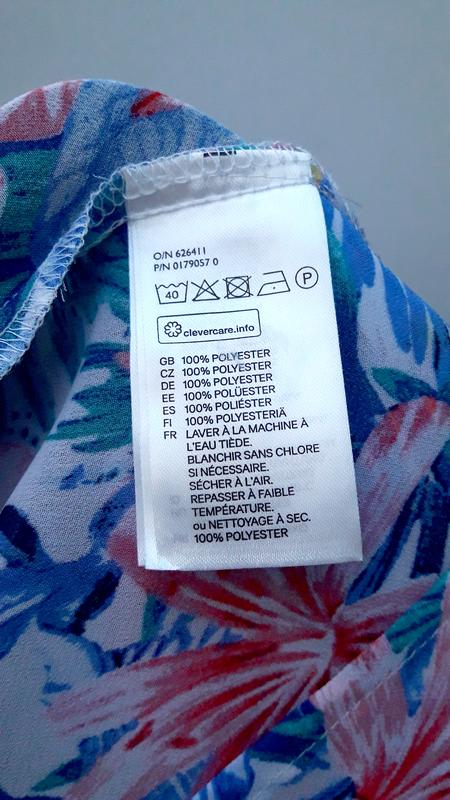 O/N 626411
P/N 0179057 0
40 P
clevercare.info
GB 100% POLYESTER
CZ 100% POLYESTER
DE 100% POLYESTER
EE 100% POLÜESTER
ES 100% POLIÉSTER
FI 100% POLYESTERIÄ
FR LAVER À LA MACHINE À
L'EAU TIÈDE.
BLANCHIR SANS CHLORE
SI NÉCESSAIRE.
SÉCHER À L'AIR.
REPASSER À FAIBLE
TEMPÉRATURE.
ou NETTOYAGE À SEC.
100% POLYESTER